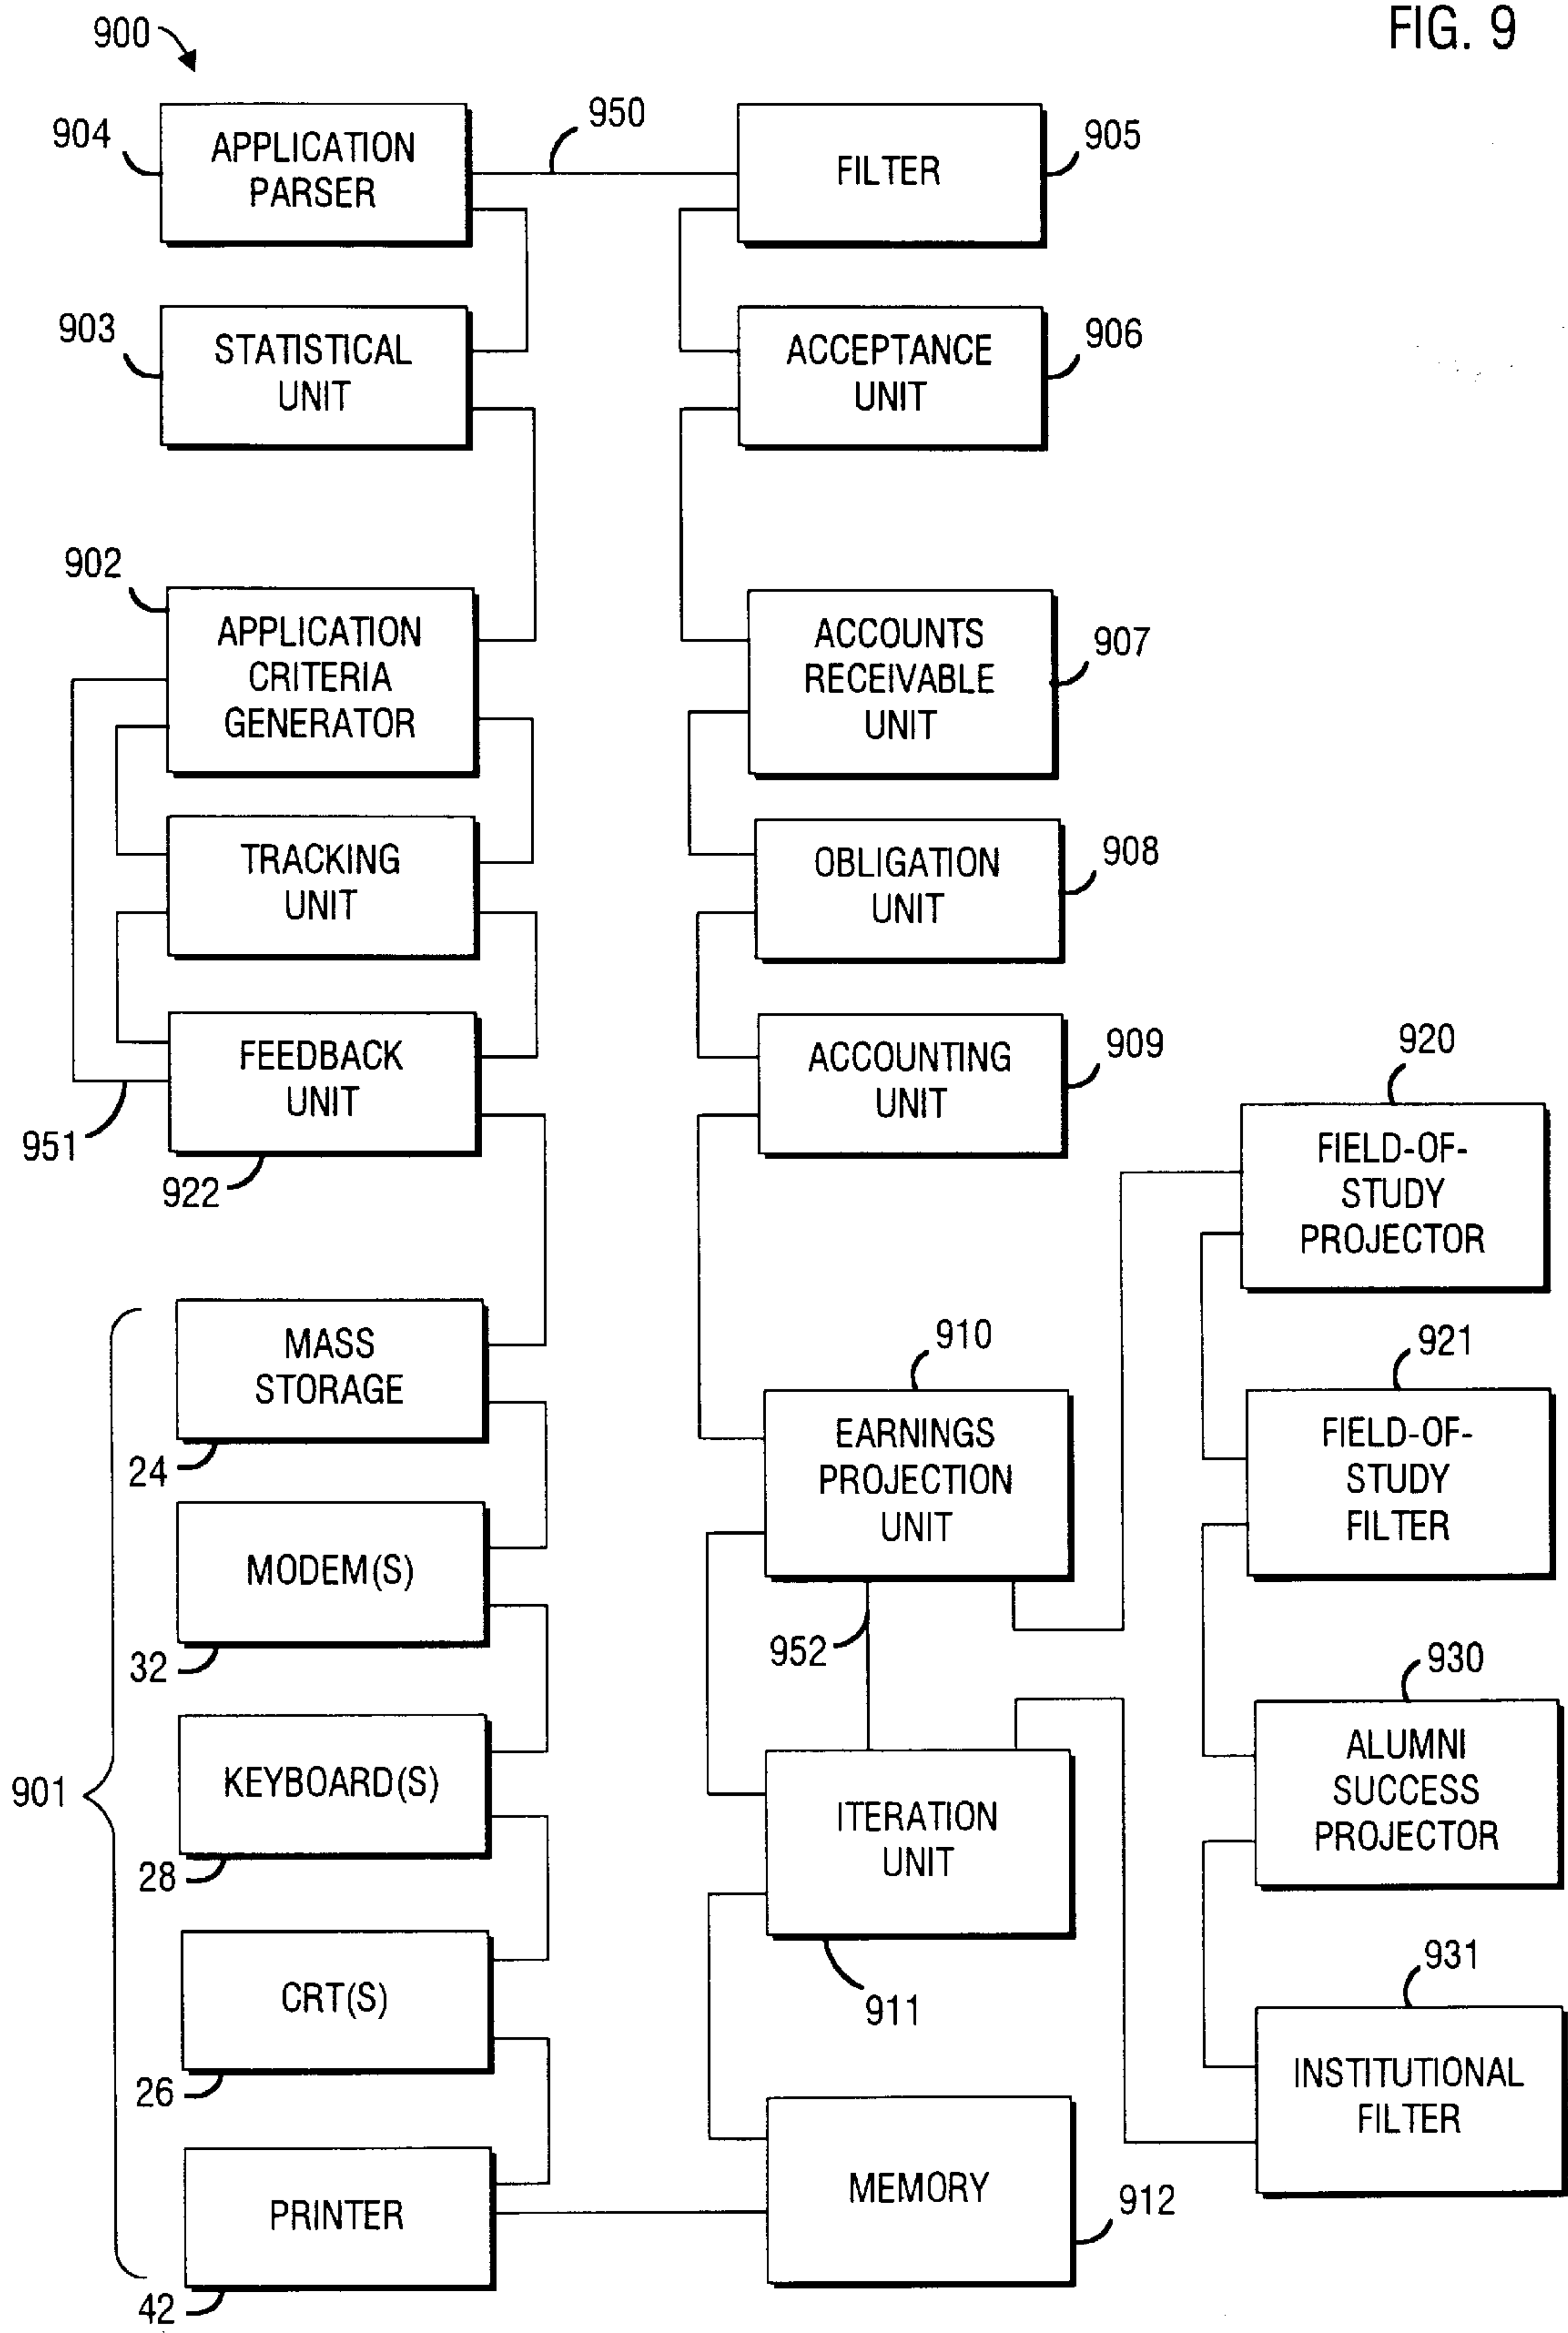 FIG. 9
900
904
APPLICATION
PARSER
950
FILTER
905
903
STATISTICAL
UNIT
ACCEPTANCE
UNIT
906
902
APPLICATION
CRITERIA
GENERATOR
ACCOUNTS
RECEIVABLE
UNIT
907
TRACKING
UNIT
OBLIGATION
UNIT
908
FEEDBACK
UNIT
951
922
ACCOUNTING
UNIT
909
920
FIELD-OF-
STUDY
PROJECTOR
901
MASS
STORAGE
24
910
EARNINGS
PROJECTION
UNIT
921
FIELD-OF-
STUDY
FILTER
MODEM(S)
32
952
930
ALUMNI
SUCCESS
PROJECTOR
KEYBOARD(S)
28
ITERATION
UNIT
911
931
INSTITUTIONAL
FILTER
CRT(S)
26
PRINTER
42
MEMORY
912